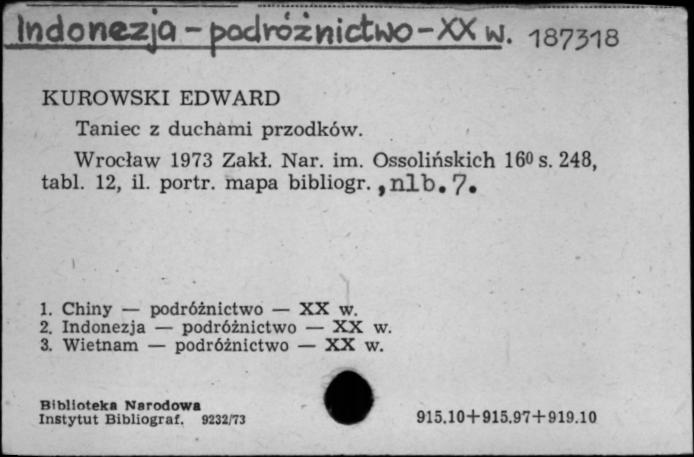 Indonezja - podróżnictwo - XX w. 187318
KUROWSKI EDWARD
Taniec z duchami przodków.
Wrocław 1973 Zakł. Nar. im. Ossolińskich 16⁰ s. 248,
tabl. 12, il. portr. mapa bibliogr. , nlb. 7.
1. Chiny — podróżnictwo — XX w.
2. Indonezja — podróżnictwo — XX w.
3. Wietnam — podróżnictwo — XX w.
Biblioteka Narodowa
Instytut Bibliograf. 9232/73
915.10+915.97+919.10